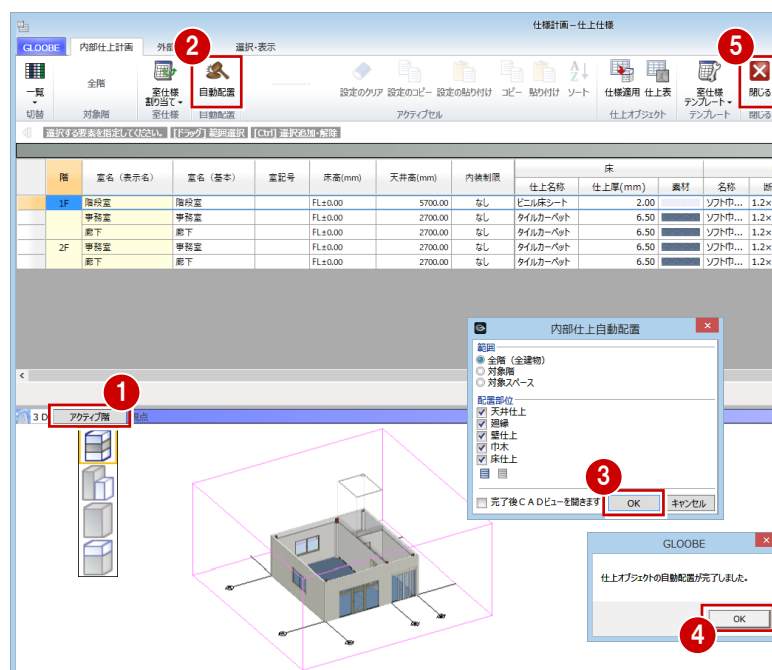 仕様計画－仕上仕様
GLOOBE 内部仕上計画 外部 2 選択・表示 5
一覧 全階 室仕様 割り当て 自動配置 設定のクリア 設定のコピー 設定の貼り付け コピー 貼り付け ソート 仕様適用 仕上表 室仕様 テンプレート 閉じる
切替 対象階 室仕様 自動配置 アクティブセル 仕上オブジェクト テンプレート 閉じる
選択する要素を指定してください。 [ドラッグ] 範囲選択 [Ctrl] 選択追加・解除
階 室名（表示名） 室名（基本） 室記号 床高(mm) 天井高(mm) 内装制限 床
仕上名称 仕上厚(mm) 素材 名称 断
1F 階段室 階段室 FL±0.00 5700.00 なし ビニル床シート 2.00 ソフト巾... 1.2×
事務室 事務室 FL±0.00 2700.00 なし タイルカーペット 6.50 ソフト巾... 1.2×
廊下 廊下 FL±0.00 2700.00 なし タイルカーペット 6.50 ソフト巾... 1.2×
2F 事務室 事務室 FL±0.00 2700.00 なし タイルカーペット 6.50 ソフト巾... 1.2×
廊下 廊下 FL±0.00 2700.00 なし タイルカーペット 6.50 ソフト巾... 1.2×
内部仕上自動配置
範囲
全階（全建物）
対象階
対象スペース
配置部位
天井仕上
廻縁
壁仕上
巾木
床仕上
3
完了後ＣＡＤビューを開きます OK キャンセル
1
3 D アクティブ階 視点
GLOOBE
仕上オブジェクトの自動配置が完了しました。
OK
4